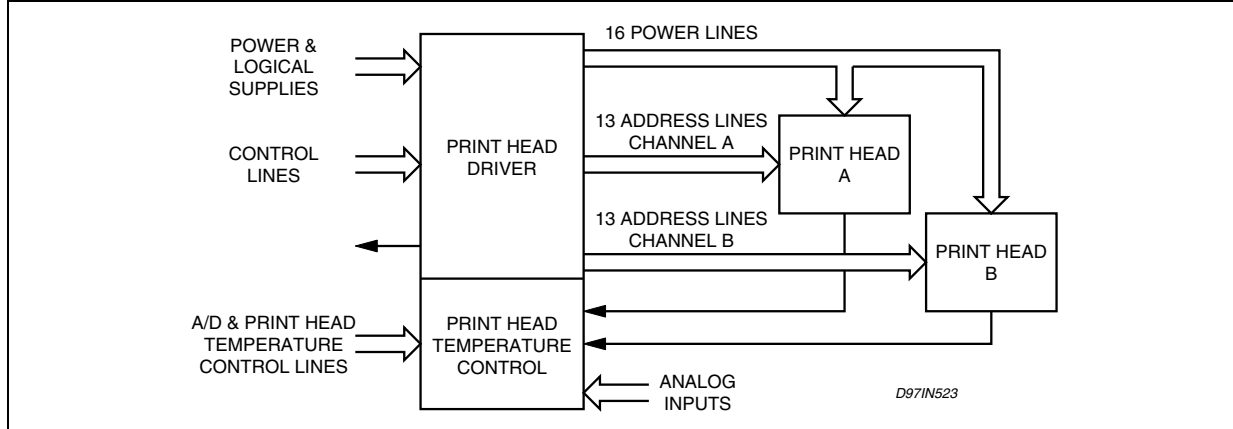 POWER &
LOGICAL
SUPPLIES
16 POWER LINES
CONTROL
LINES
PRINT HEAD
DRIVER
13 ADDRESS LINES
CHANNEL A
PRINT HEAD
A
13 ADDRESS LINES
CHANNEL B
PRINT HEAD
B
A/D & PRINT HEAD
TEMPERATURE
CONTROL LINES
PRINT HEAD
TEMPERATURE
CONTROL
ANALOG
INPUTS
D97IN523